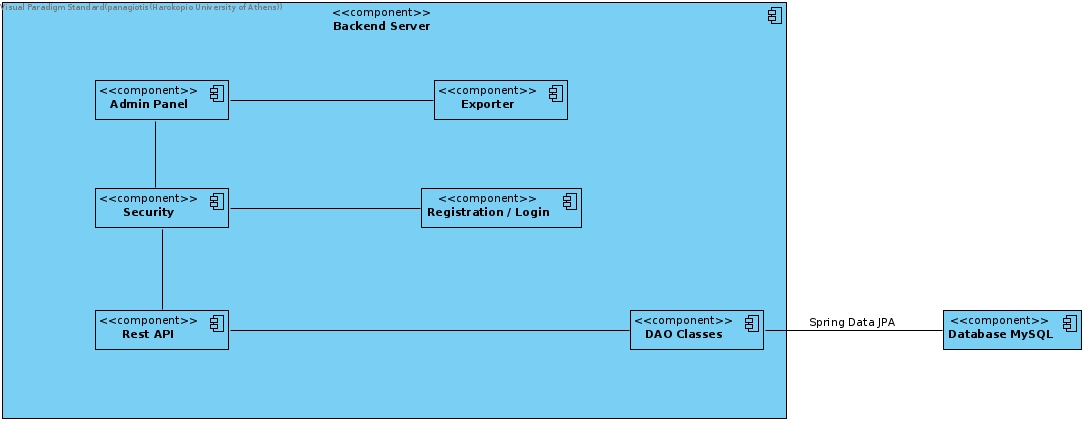 Visual Paradigm Standard(panagiotis(Harokopio University of Athens))
<<component>>
Backend Server
<<component>>
Admin Panel
<<component>>
Exporter
<<component>>
Security
<<component>>
Registration / Login
<<component>>
Rest API
<<component>>
DAO Classes
Spring Data JPA
<<component>>
Database MySQL